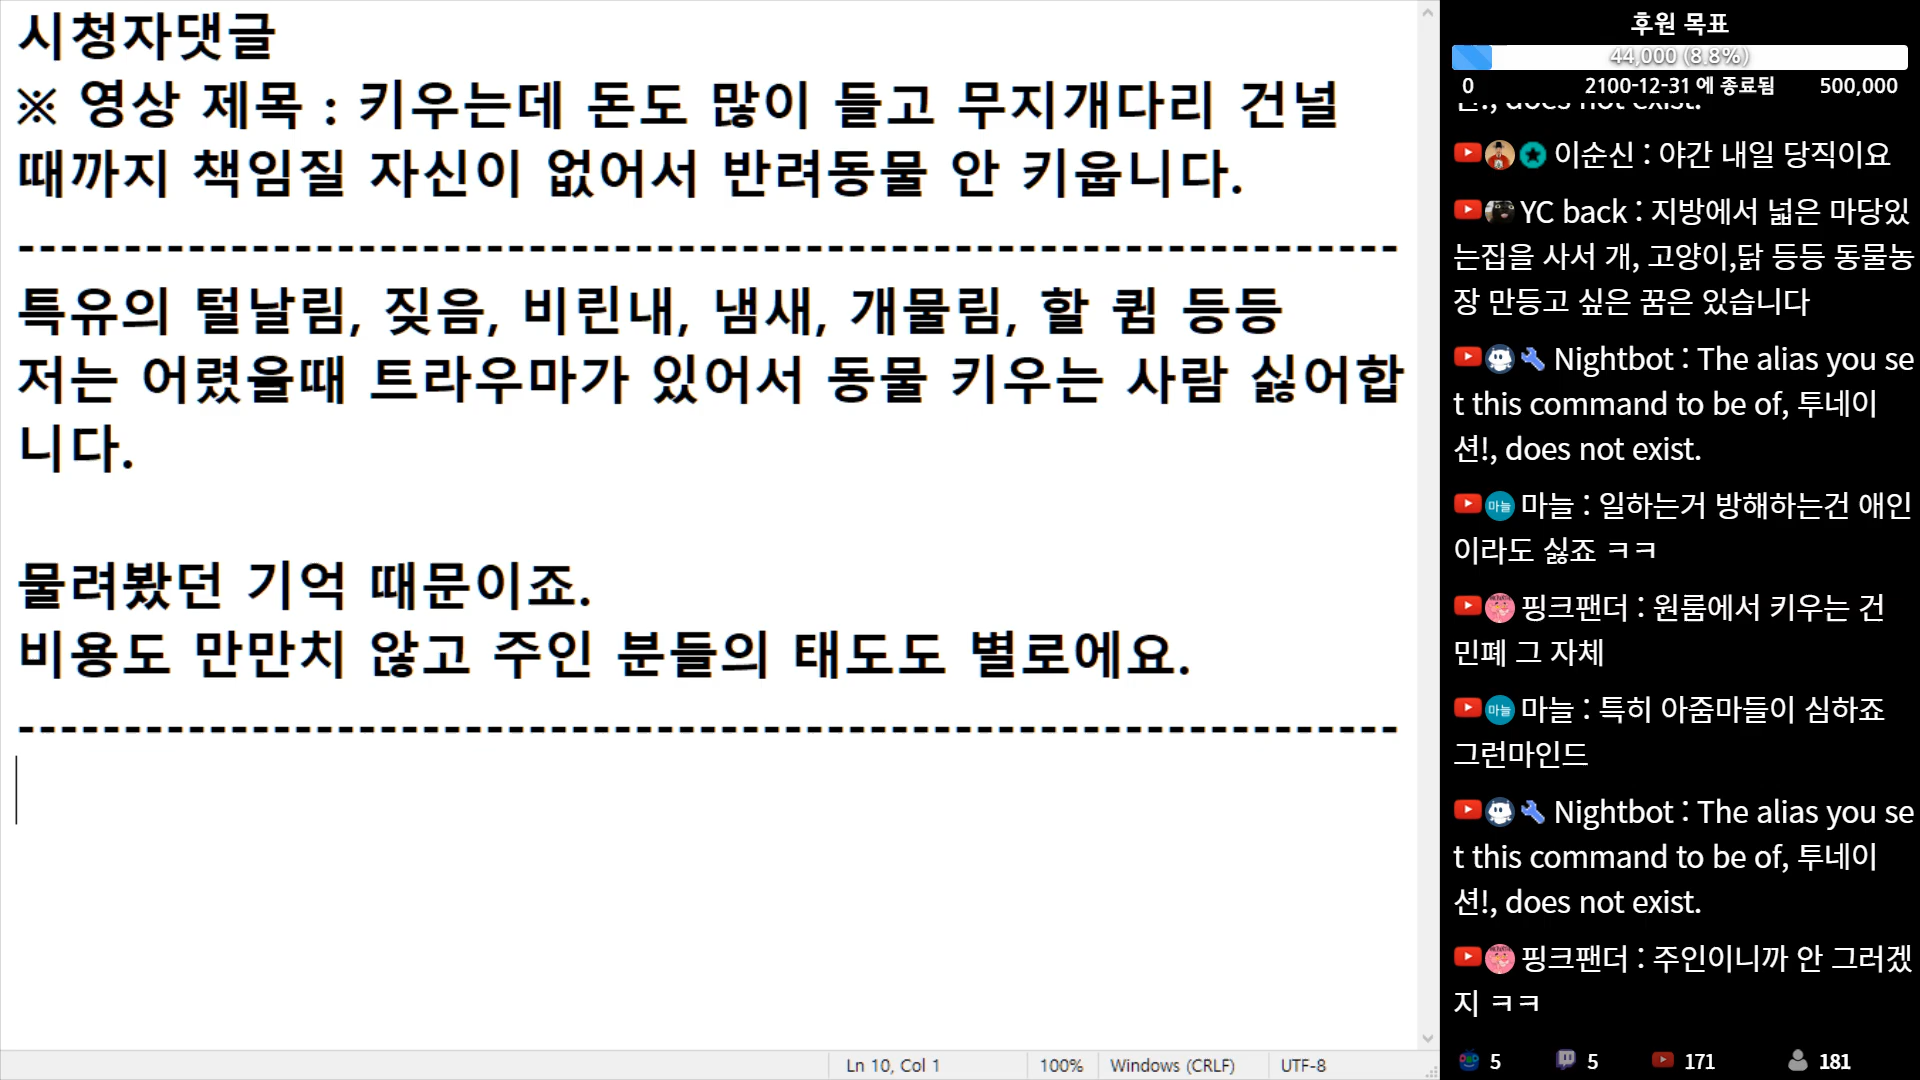 시청자댓글
※ 영상 제목 : 키우는데 돈도 많이 들고 무지개다리 건널
때까지 책임질 자신이 없어서 반려동물 안 키웁니다.
------------------------------------------------------------
특유의 털날림, 짖음, 비린내, 냄새, 개물림, 할 큄 등등
저는 어렸을때 트라우마가 있어서 동물 키우는 사람 싫어합
니다.
물려봤던 기억 때문이죠.
비용도 만만치 않고 주인 분들의 태도도 별로에요.
------------------------------------------------------------
Ln 10, Col 1
100%
Windows (CRLF)
UTF-8
후원 목표
44,000 (8.8%)
0 2100-12-31 에 종료됨 500,000
션!, does not exist.
이순신 : 야간 내일 당직이요
YC back : 지방에서 넓은 마당있
는집을 사서 개, 고양이,닭 등등 동물농
장 만등고 싶은 꿈은 있습니다
Nightbot : The alias you se
t this command to be of, 투네이
션!, does not exist.
마늘 마늘 : 일하는거 방해하는건 애인
이라도 싫죠 ㅋㅋ
핑크팬더 : 원룸에서 키우는 건
민폐 그 자체
마늘 마늘 : 특히 아줌마들이 심하죠
그런마인드
Nightbot : The alias you se
t this command to be of, 투네이
션!, does not exist.
핑크팬더 : 주인이니까 안 그러겠
지 ㅋㅋ
5 5 171 181